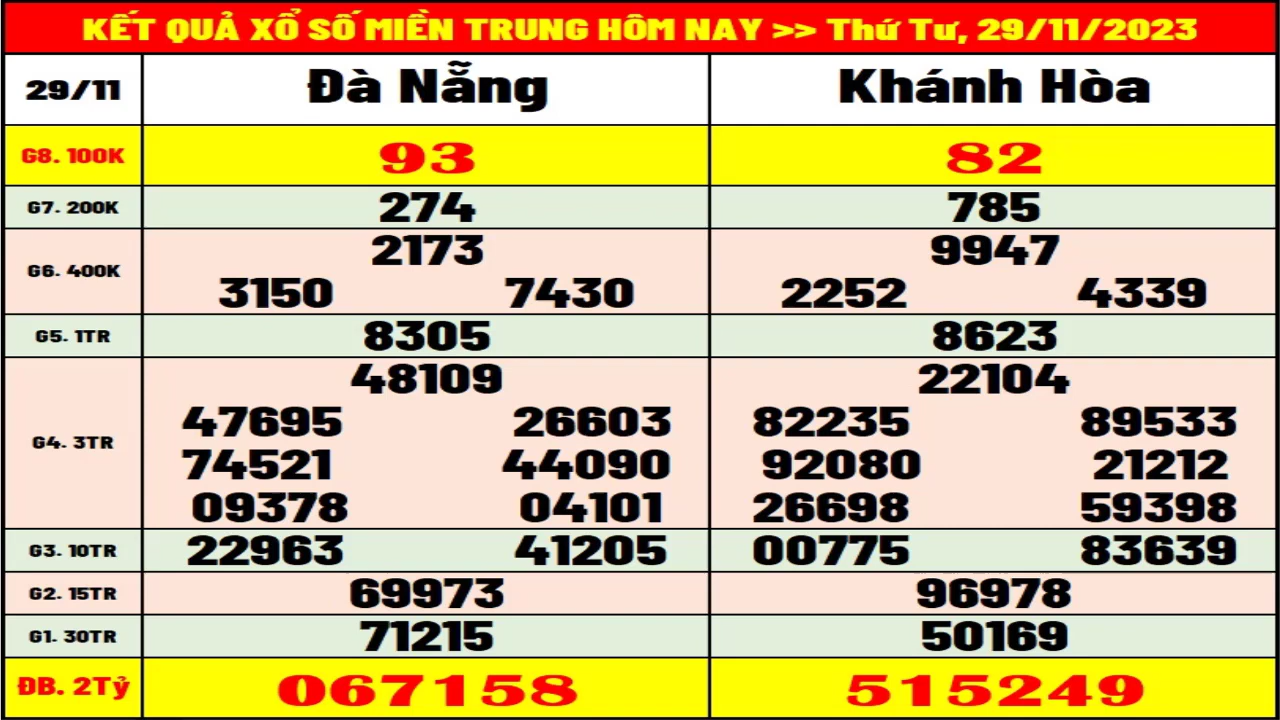 KẾT QUẢ XỔ SỐ MIỀN TRUNG HÔM NAY >> Thứ Tư, 29/11/2023
29/11 Đà Nẵng Khánh Hòa
G8. 100K 93 82
G7. 200K 274 785
2173 9947
G6. 400K
3150 7430 2252 4339
G5. 1TR 8305 8623
48109 22104
47695 26603 82235 89533
G4. 3TR
74521 44090 92080 21212
09378 04101 26698 59398
G3. 10TR 22963 41205 00775 83639
G2. 15TR 69973 96978
G1. 30TR 71215 50169
ĐB. 2Tỷ 067158 515249